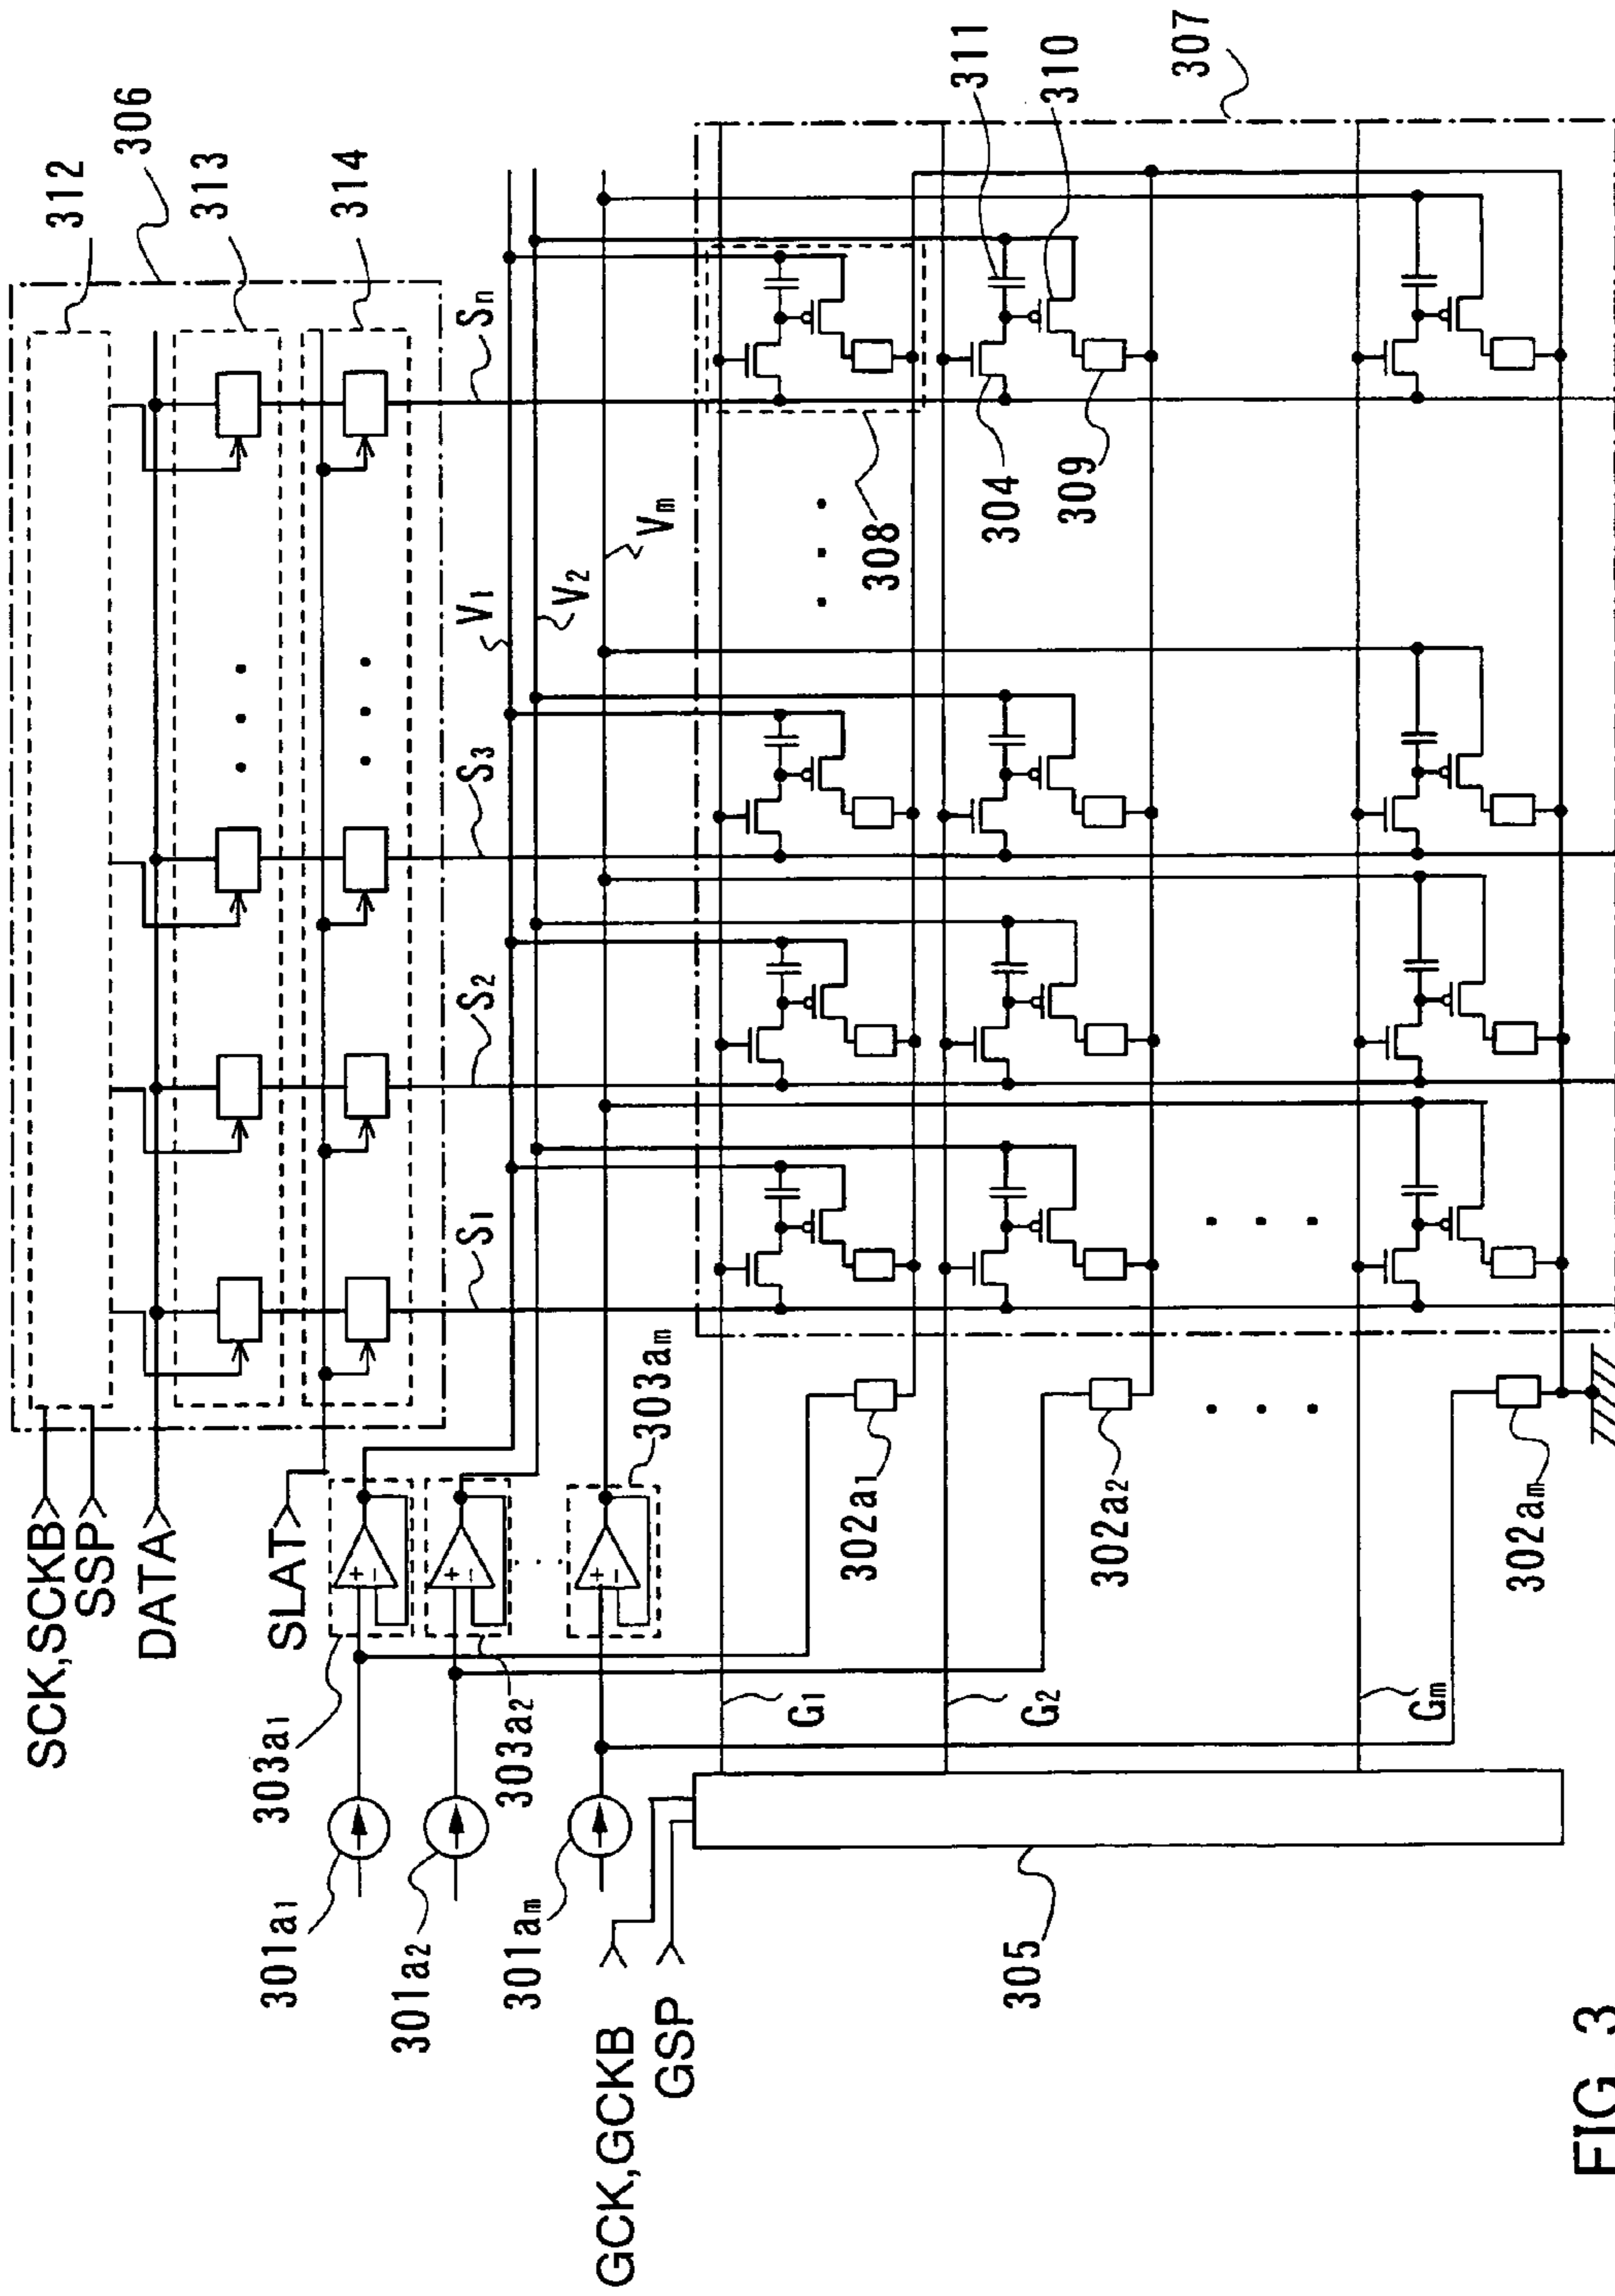 SCK,SCKB
SSP
DATA
SLAT
312
306
313
314
303a1
303a2
303am
301a1
301a2
301am
GCK,GCKB
GSP
S1
S2
S3
Sn
V1
V2
Vm
311
310
307
308
304
309
302a1
302a2
302am
G1
G2
Gm
305
FIG. 3